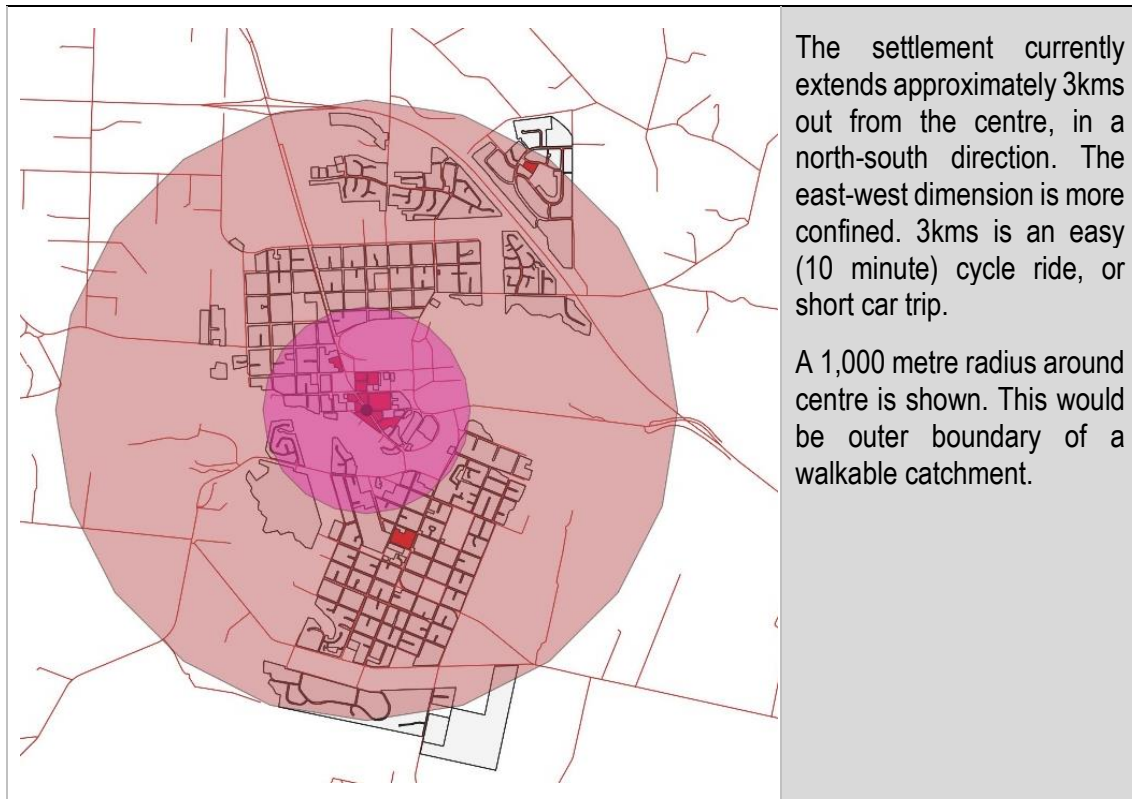 The settlement currently
extends approximately 3kms
out from the centre, in a
north-south direction. The
east-west dimension is more
confined. 3kms is an easy
(10 minute) cycle ride, or
short car trip.
A 1,000 metre radius around
centre is shown. This would
be outer boundary of a
walkable catchment.